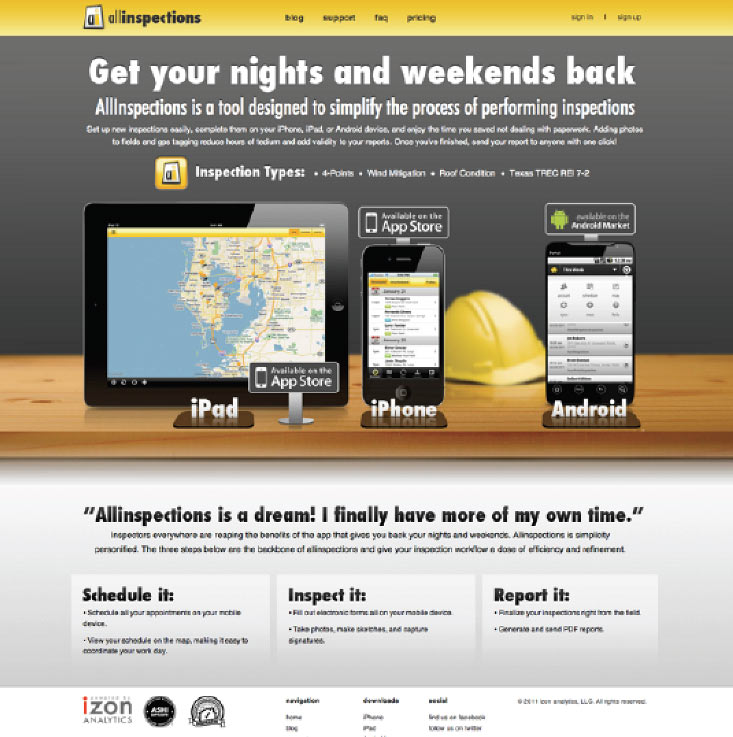 allinspections
blog support faq pricing
sign in | sign up
Get your nights and weekends back
AllInspections is a tool designed to simplify the process of performing inspections
Get up new inspections easily, complete them on your iPhone, iPad, or Android device, and enjoy the time you saved not dealing with paperwork. Adding photos
to fields and gps tagging reduce hours of tedium and add validity to your reports. Once you've finished, send your report to anyone with one click!
Inspection Types: • 4-Points • Wind Mitigation • Roof Condition • Texas TREC REI 7-2
Available on the
App Store
available on the
Android Market
January 21
January 22
This Week
Available on the
App Store
iPad
iPhone
Android
“Allinspections is a dream! I finally have more of my own time.”
Inspectors everywhere are reaping the benefits of the app that gives you back your nights and weekends. Allinspections is simplicity
personified. The three steps below are the backbone of allinspections and give your inspection workflow a dose of efficiency and refinement.
Schedule it:
• Schedule all your appointments on your mobile
device.
• View your schedule on the map, making it easy to
coordinate your work day.
Inspect it:
• Fill out electronic forms all on your mobile device.
• Take photos, make sketches, and capture
signatures.
Report it:
• Finalize your inspections right from the field.
• Generate and send PDF reports.
powered by
izon
ANALYTICS
ASHI
navigation
home
blog
downloads
iPhone
iPad
social
find us on facebook
follow us on twitter
© 2011 izon analytics, LLC. All rights reserved.